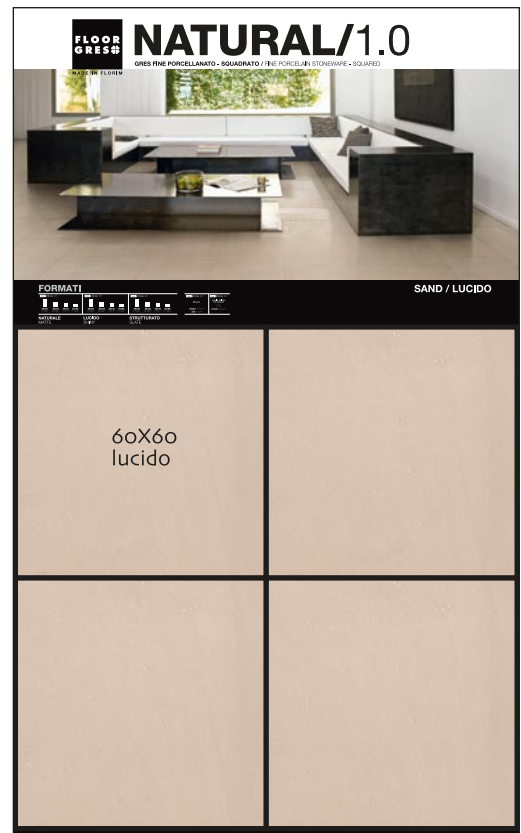 FLOOR
GRES
MADE IN FLORIM
NATURAL/1.0
GRES FINE PORCELLANATO - SQUADRATO / FINE PORCELAIN STONEWARE - SQUARED
FORMATI
SAND / LUCIDO
NATURALE
MATTE
LUCIDO
SHINY
STRUTTURATO
SLATE
60X60
lucido